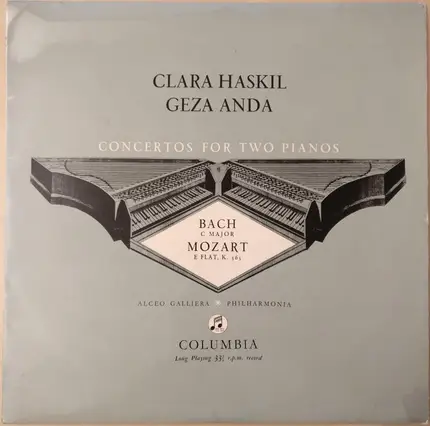 CLARA HASKIL
GEZA ANDA
CONCERTOS FOR TWO PIANOS
BACH
C MAJOR
MOZART
E FLAT, K. 365
ALCEO GALLIERA PHILHARMONIA
COLUMBIA
Long Playing 33⅓ r.p.m. record